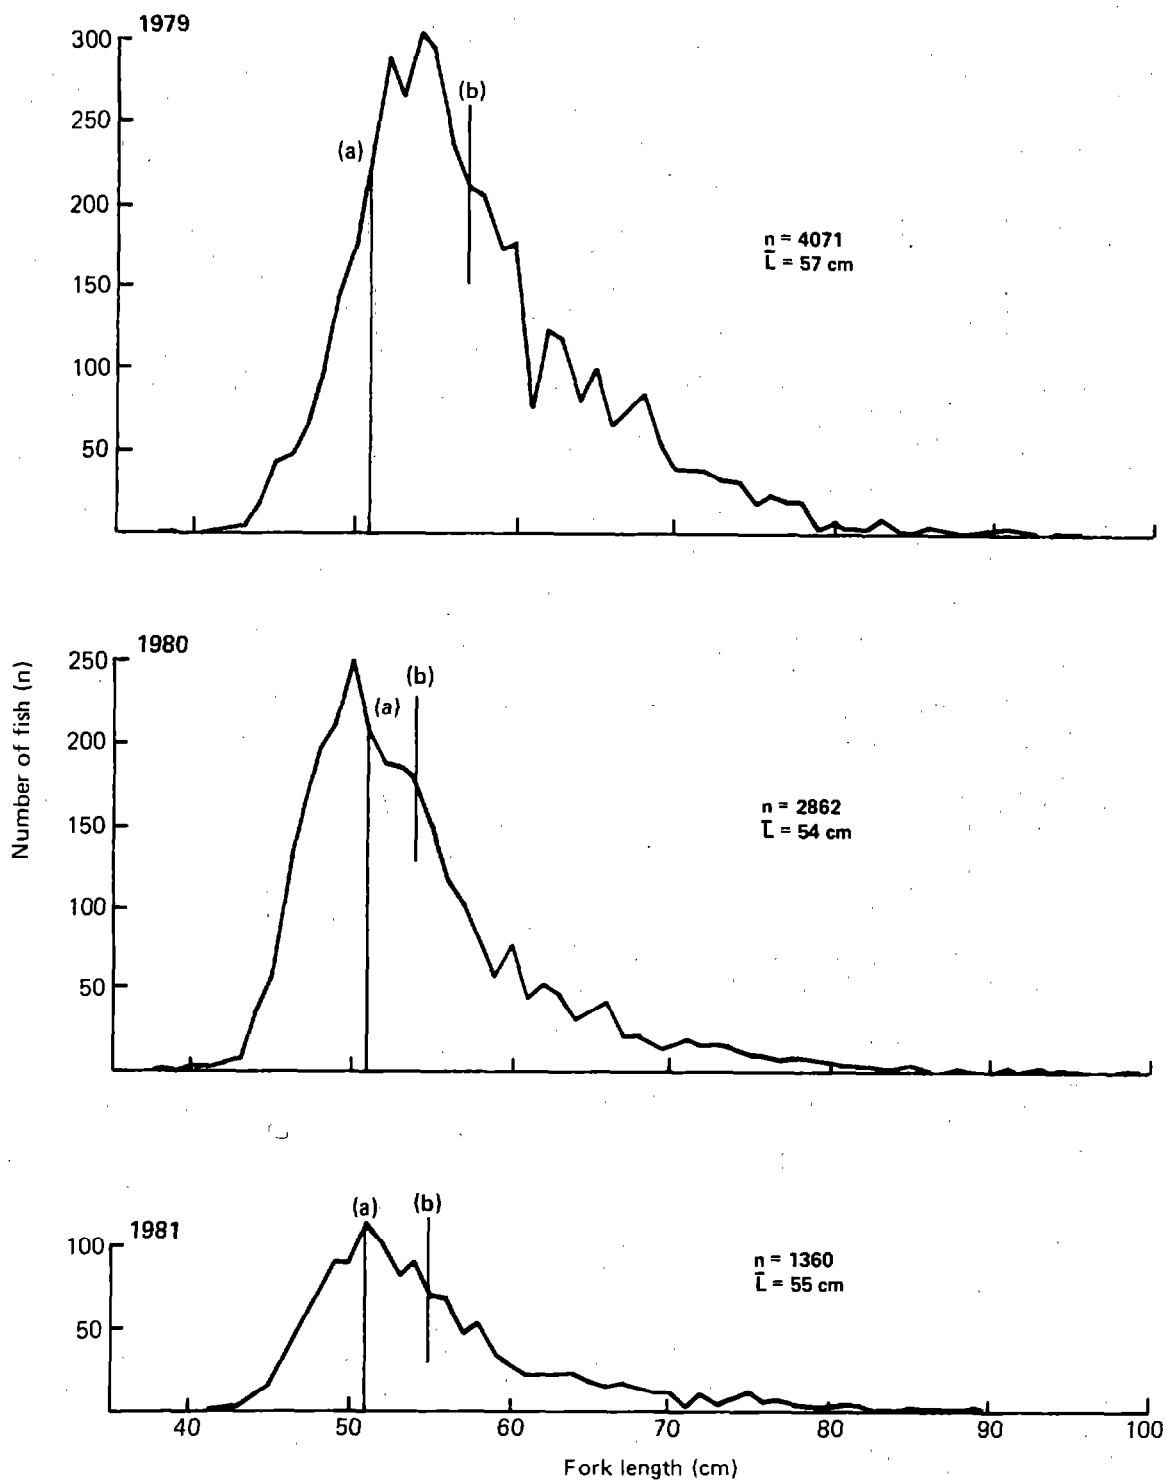 1979
300
250
200
150
100
50
(a)
(b)
n = 4071
L̄ = 57 cm
1980
250
200
150
100
50
(a)
(b)
n = 2862
L̄ = 54 cm
Number of fish (n)
1981
100
50
(a)
(b)
n = 1360
L̄ = 55 cm
40 50 60 70 80 90 100
Fork length (cm)